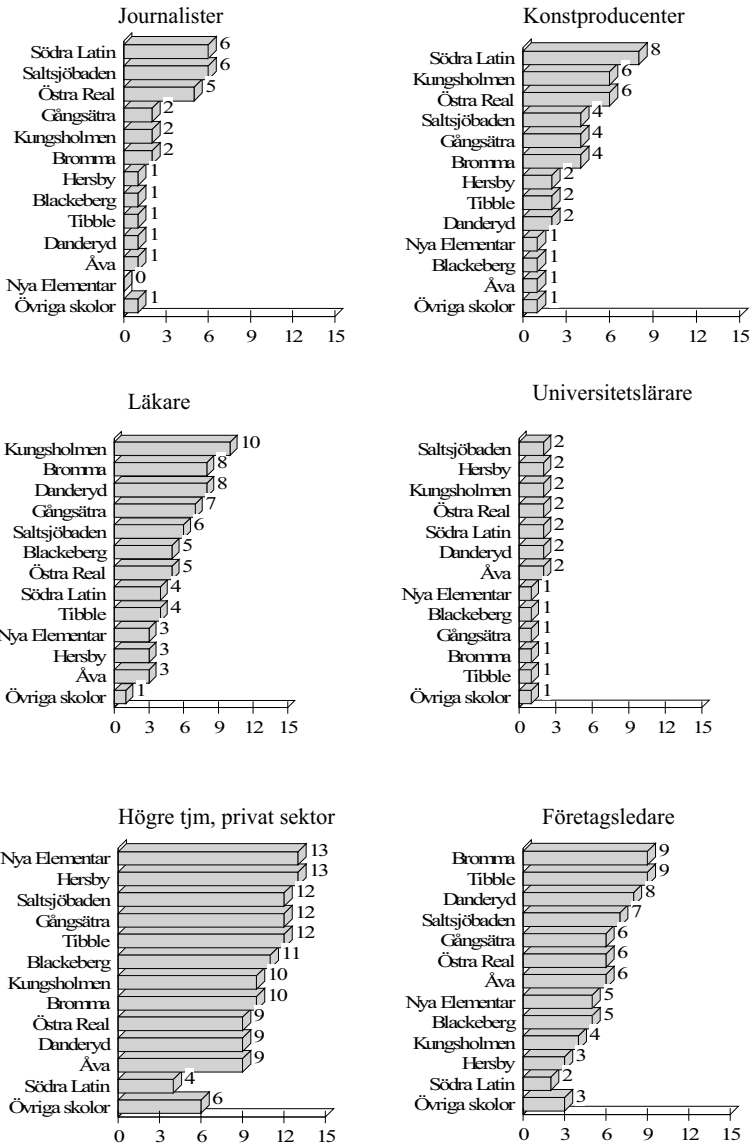 Journalister
Södra Latin 6
Saltsjöbaden 6
Östra Real 5
Gångsätra 2
Kungsholmen 2
Bromma 2
Hersby 1
Blackeberg 1
Tibble 1
Danderyd 1
Åva 1
Nya Elementar 0
Övriga skolor 1
0 3 6 9 12 15
Konstproducenter
Södra Latin 8
Kungsholmen 6
Östra Real 6
Saltsjöbaden 4
Gångsätra 4
Bromma 4
Hersby 2
Tibble 2
Danderyd 2
Nya Elementar 1
Blackeberg 1
Åva 1
Övriga skolor 1
0 3 6 9 12 15
Läkare
Kungsholmen 10
Bromma 8
Danderyd 8
Gångsätra 7
Saltsjöbaden 6
Blackeberg 5
Östra Real 5
Södra Latin 4
Tibble 4
Nya Elementar 3
Hersby 3
Åva 3
Övriga skolor 1
0 3 6 9 12 15
Universitetslärare
Saltsjöbaden 2
Hersby 2
Kungsholmen 2
Östra Real 2
Södra Latin 2
Danderyd 2
Åva 2
Nya Elementar 1
Blackeberg 1
Gångsätra 1
Bromma 1
Tibble 1
Övriga skolor 1
0 3 6 9 12 15
Högre tjm, privat sektor
Nya Elementar 13
Hersby 13
Saltsjöbaden 12
Gångsätra 12
Tibble 12
Blackeberg 11
Kungsholmen 10
Bromma 10
Östra Real 9
Danderyd 9
Åva 9
Södra Latin 4
Övriga skolor 6
0 3 6 9 12 15
Företagsledare
Bromma 9
Tibble 9
Danderyd 8
Saltsjöbaden 7
Gångsätra 6
Östra Real 6
Åva 6
Nya Elementar 5
Blackeberg 5
Kungsholmen 4
Hersby 3
Södra Latin 2
Övriga skolor 3
0 3 6 9 12 15